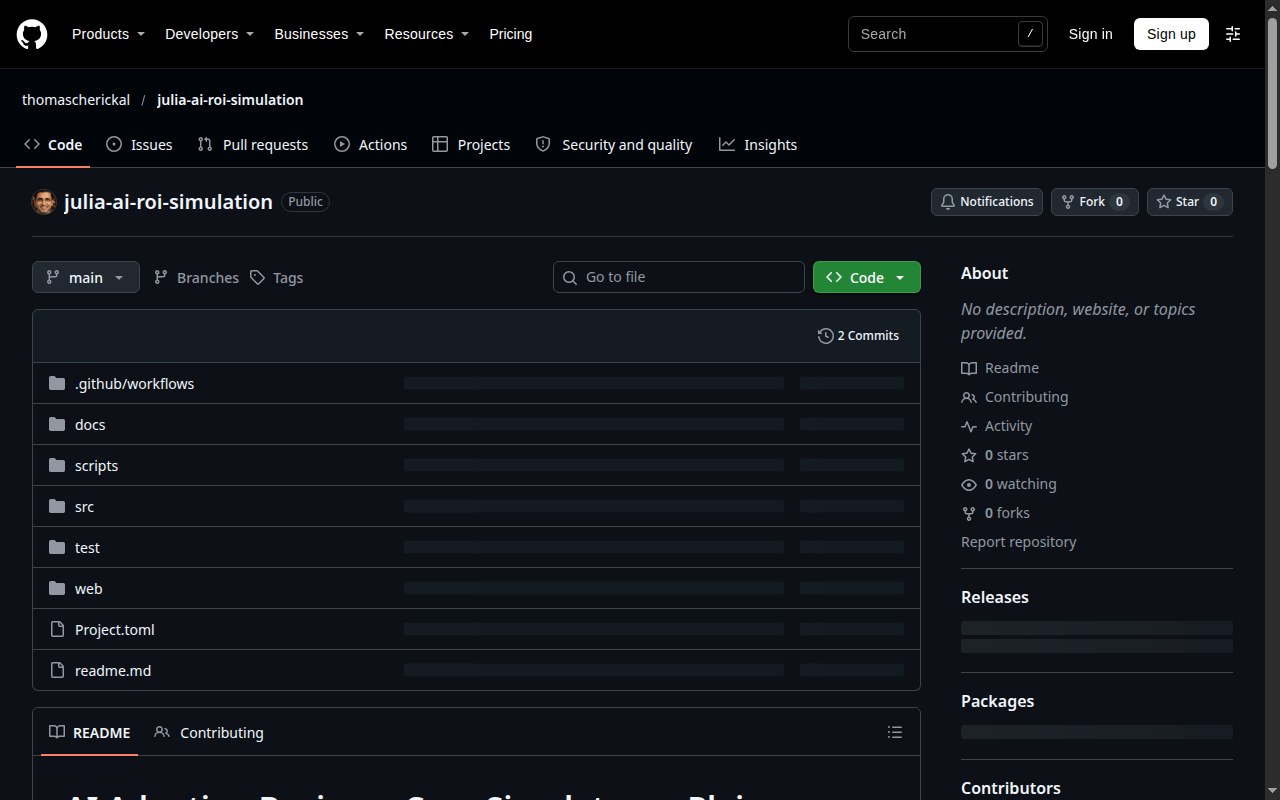 Products Developers Businesses Resources Pricing Search / Sign in Sign up
thomascherickal / julia-ai-roi-simulation
Code Issues Pull requests Actions Projects Security and quality Insights
julia-ai-roi-simulation Public Notifications Fork 0 Star 0
main Branches Tags Go to file Code
2 Commits
.github/workflows
docs
scripts
src
test
web
Project.toml
readme.md
README Contributing
About
No description, website, or topics
provided.
Readme
Contributing
Activity
0 stars
0 watching
0 forks
Report repository
Releases
Packages
Contributors